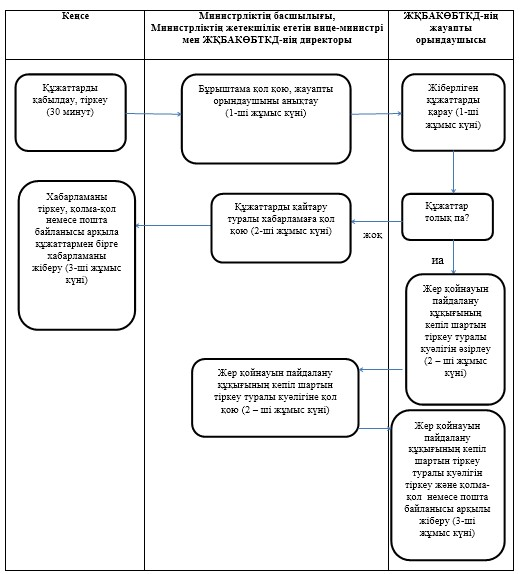 Кеңсе
Министрліктің басшылығы,
Министрліктің жетекшілік ететін вице-министрі
мен ЖҚБАКӨБТКД-нің директоры
ЖҚБАКӨБТКД-нің
жауапты
орындаушысы
Құжаттарды
қабылдау, тіркеу
(30 минут)
Бұрыштама қол қою, жауапты
орындаушыны анықтау
(1-ші жұмыс күні)
Жіберліген
құжаттарды
қарау (1-ші
жұмыс күні)
Хабарламаны
тіркеу, қолма-қол
немесе пошта
байланысы арқыла
құжаттармен бірге
хабарламаны
жіберу (3-ші жұмыс
күні)
Құжаттарды қайтару
туралы хабарламаға қол
қою (2-ші жұмыс күні)
жоқ
Құжаттар
толық па?
иа
Жер қойнауын
пайдалану
құқығының
кепіл шартын
тіркеу туралы
куәлігін әзірлеу
(2 – ші жұмыс
күні)
Жер қойнауын пайдалану
құқығының кепіл шартын
тіркеу туралы куәлігіне қол
қою (2 – ші жұмыс күні)
Жер қойнауын
пайдалану
құқығының кепіл
шартын тіркеу
туралы куәлігін
тіркеу және қолма-
қол немесе пошта
байланысы арқылы
жіберу (3-ші
жұмыс күні)